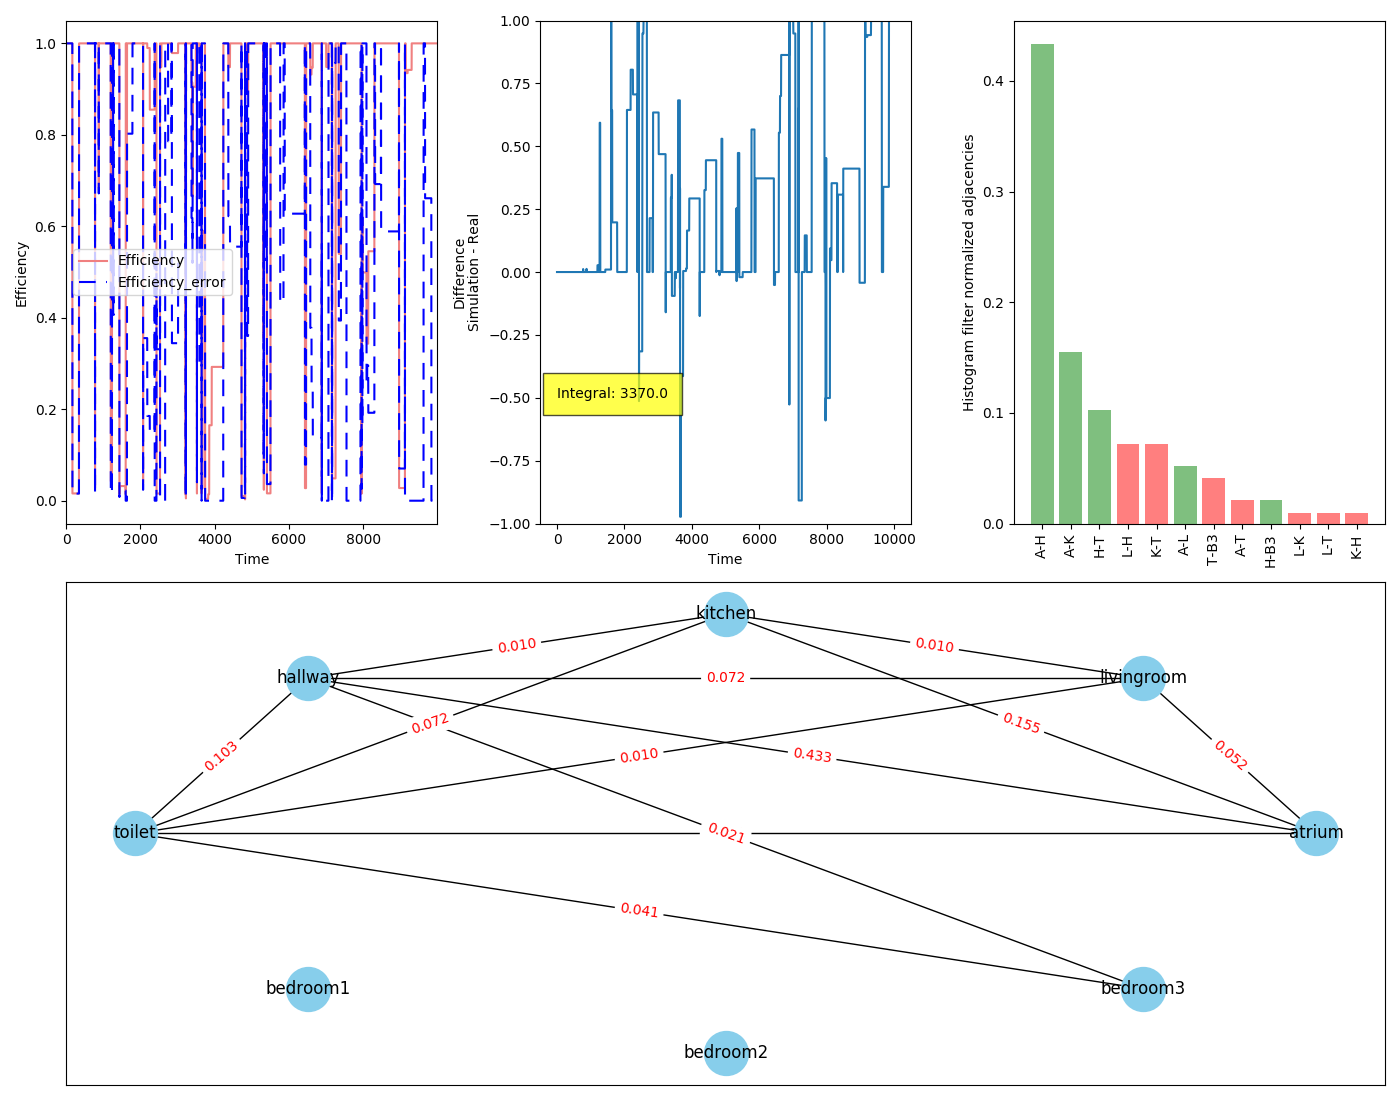 1.0
0.8
0.6
0.4
0.2
0.0
Efficiency
Efficiency
Efficiency_error
0 2000 4000 6000 8000
Time
1.00
0.75
0.50
0.25
0.00
−0.25
−0.50
−0.75
−1.00
Difference
Simulation - Real
Integral: 3370.0
0 2000 4000 6000 8000 10000
Time
0.4
0.3
0.2
0.1
0.0
Histogram filter normalized adjacencies
A-H A-K H-T L-H K-T A-L T-B3 A-T H-B3 L-K L-T K-H
kitchen
0.010 0.010
hallway 0.072 livingroom
0.072 0.155
0.103 0.010 0.433 0.052
toilet 0.021 atrium
0.041
bedroom1 bedroom3
bedroom2